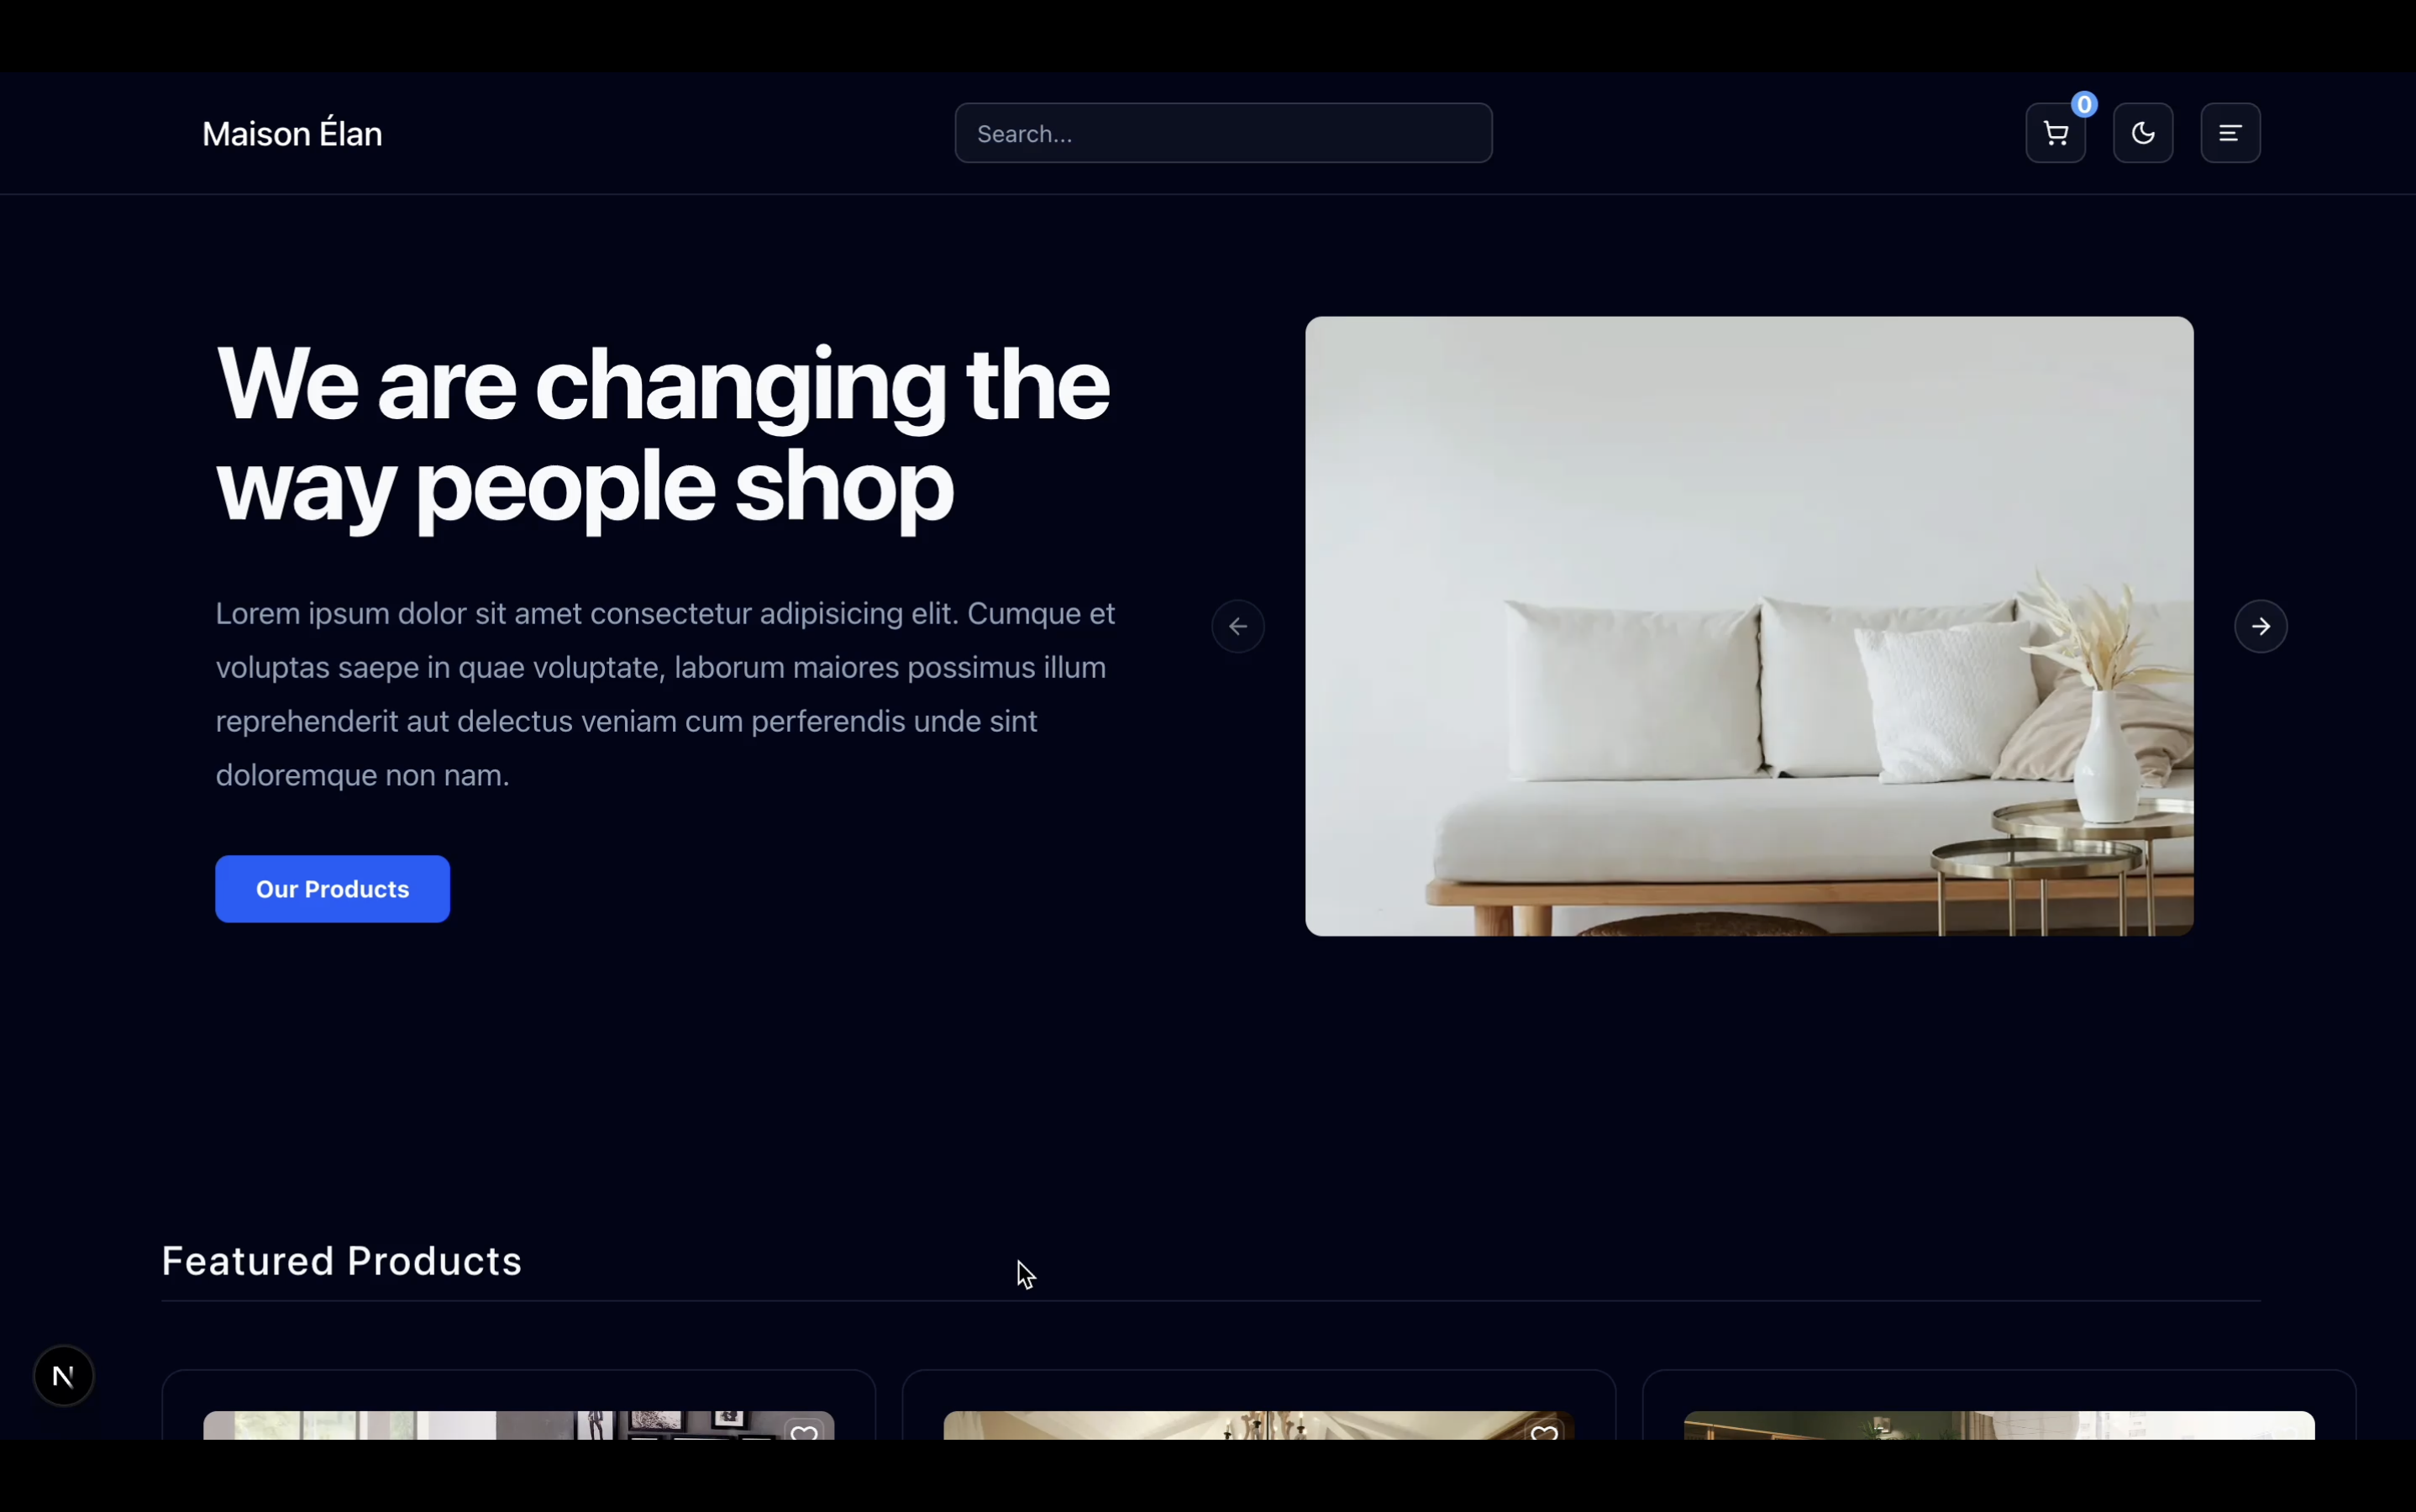 Maison Élan
Search...
0
We are changing the
way people shop
Lorem ipsum dolor sit amet consectetur adipisicing elit. Cumque et
voluptas saepe in quae voluptate, laborum maiores possimus illum
reprehenderit aut delectus veniam cum perferendis unde sint
doloremque non nam.
Our Products
Featured Products
N